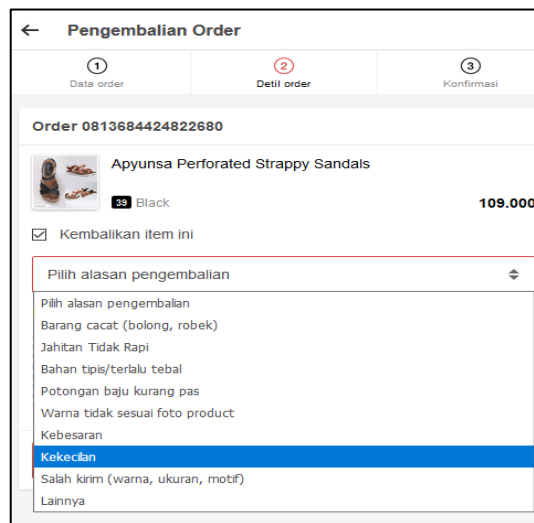 ← Pengembalian Order
1 2 3
Data order Detil order Konfirmasi
Order 0813684424822680
Apyunsa Perforated Strappy Sandals
39 Black 109.000
Kembalikan item ini
Pilih alasan pengembalian
Pilih alasan pengembalian
Barang cacat (bolong, robek)
Jahitan Tidak Rapi
Bahan tipis/terlalu tebal
Potongan baju kurang pas
Warna tidak sesuai foto product
Kebesaran
Kekecilan
Salah kirim (warna, ukuran, motif)
Lainnya